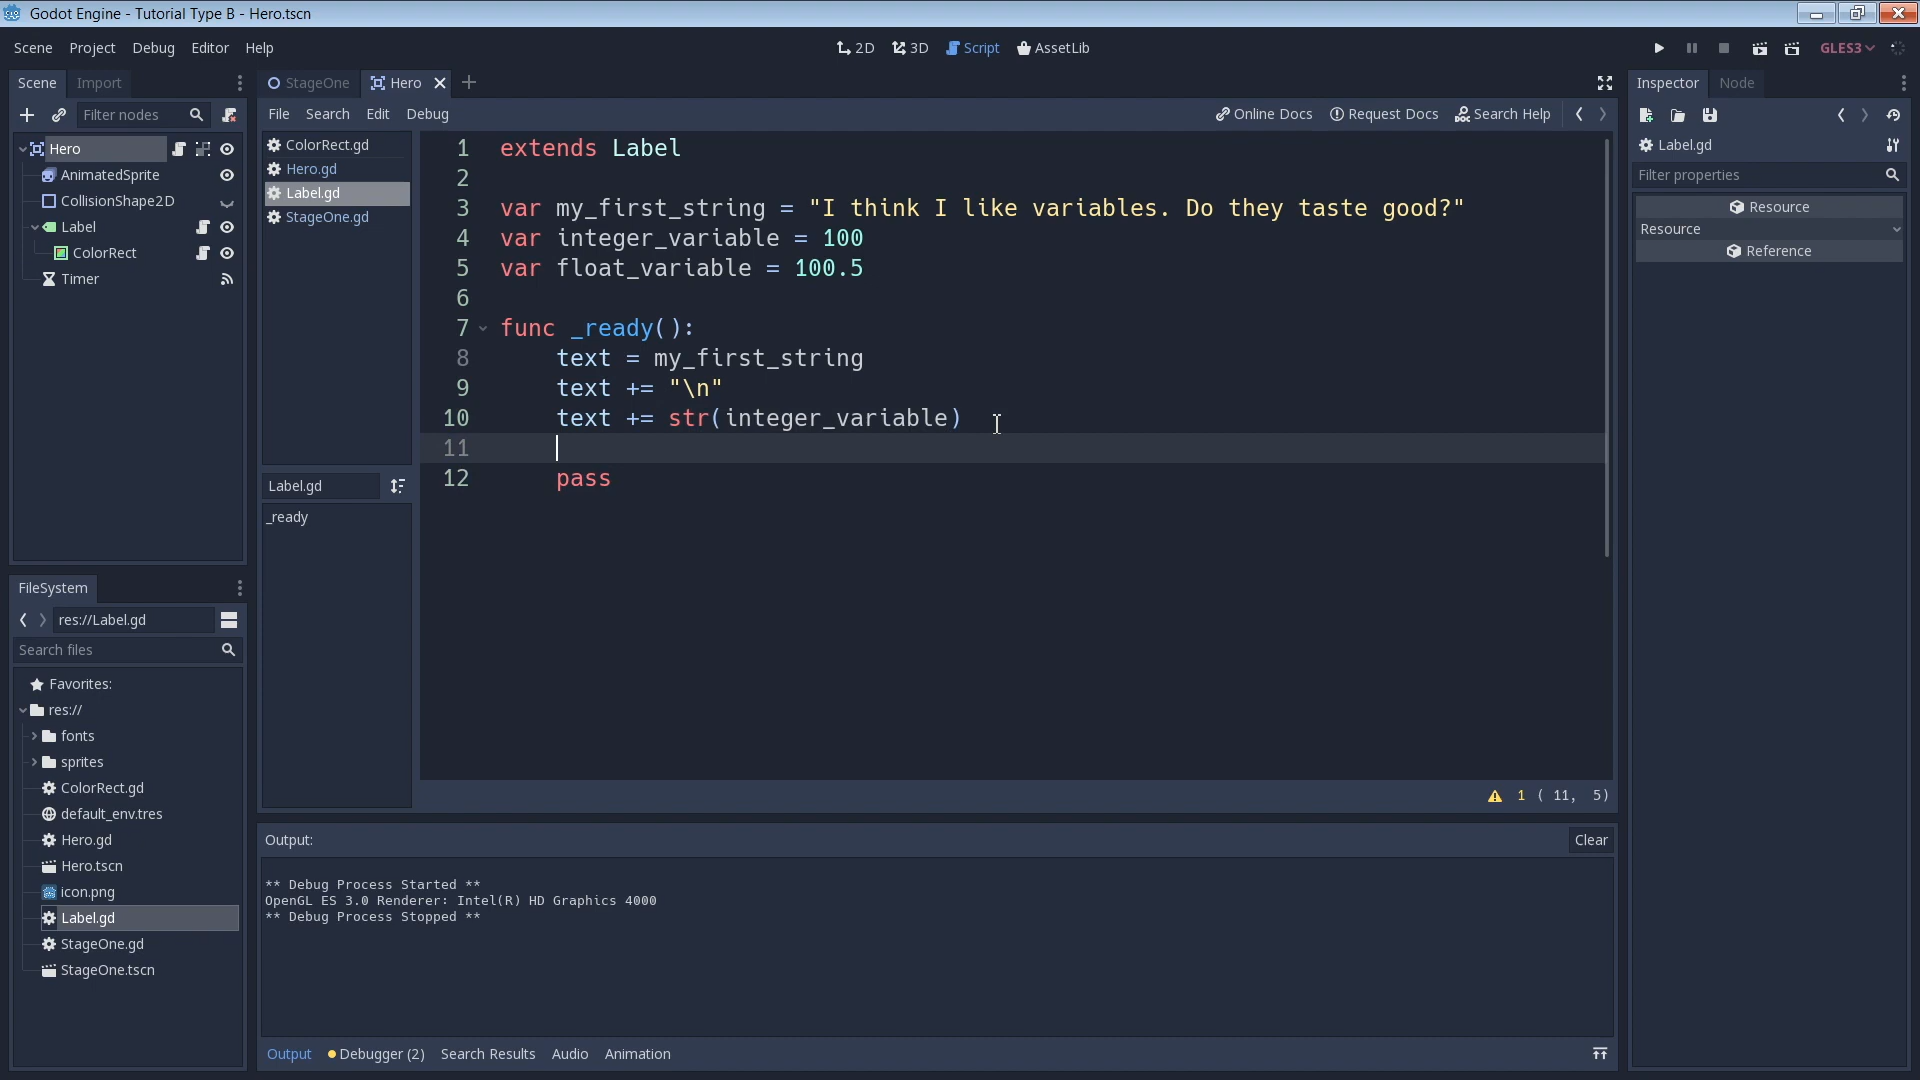 Godot Engine - Tutorial Type B - Hero.tscn
Scene Project Debug Editor Help
2D 3D Script AssetLib
GLES3
Scene Import
StageOne Hero
Inspector Node
Filter nodes
File Search Edit Debug
Online Docs Request Docs Search Help
Hero
AnimatedSprite
CollisionShape2D
Label
ColorRect
Timer
ColorRect.gd
Hero.gd
Label.gd
StageOne.gd
Label.gd
_ready
1 extends Label
2
3 var my_first_string = "I think I like variables. Do they taste good?"
4 var integer_variable = 100
5 var float_variable = 100.5
6
7 func _ready():
8 text = my_first_string
9 text += "\n"
10 text += str(integer_variable)
11
12 pass
1 ( 11, 5)
Label.gd
Filter properties
Resource
Resource
Reference
FileSystem
res://Label.gd
Search files
Favorites:
res://
fonts
sprites
ColorRect.gd
default_env.tres
Hero.gd
Hero.tscn
icon.png
Label.gd
StageOne.gd
StageOne.tscn
Output:
Clear
** Debug Process Started **
OpenGL ES 3.0 Renderer: Intel(R) HD Graphics 4000
** Debug Process Stopped **
Output Debugger (2) Search Results Audio Animation